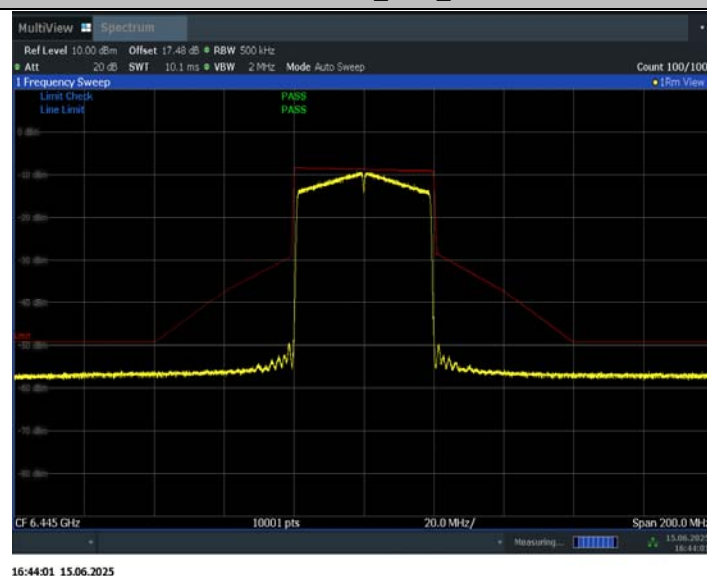 MultiView Spectrum
Ref Level 10.00 dBm Offset 17.48 dB RBW 500 kHz
Att 20 dB SWT 10.1 ms VBW 2 MHz Mode Auto Sweep Count 100/100
1 Frequency Sweep 1Rm View
Limit Check PASS
Line Limit PASS
0 dBm
-10 dBm
-20 dBm
-30 dBm
-40 dBm
-50 dBm
-60 dBm
-70 dBm
-80 dBm
CF 6.445 GHz 10001 pts 20.0 MHz/ Span 200.0 MHz
Measuring... 15.06.2025
16:44:01
16:44:01 15.06.2025